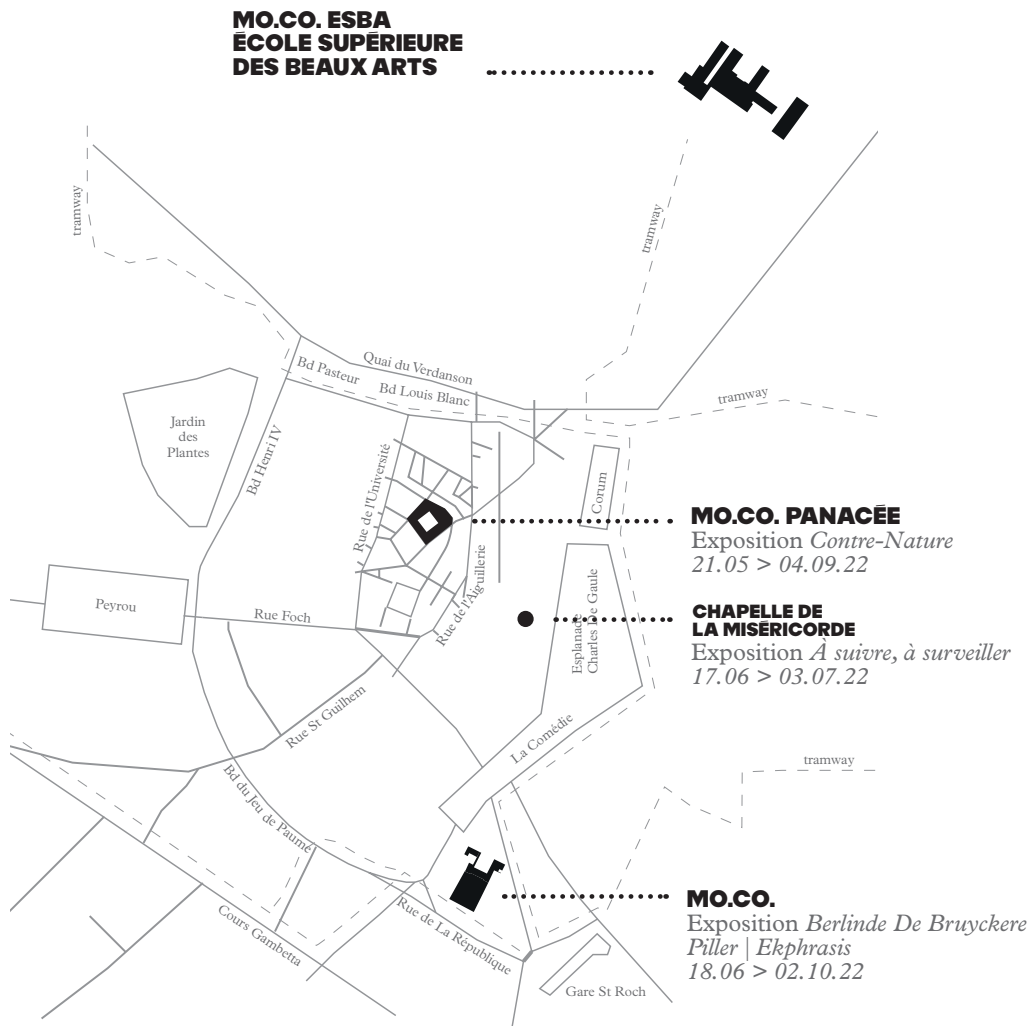 MO.CO. ESBA
ÉCOLE SUPÉRIEURE
DES BEAUX ARTS
tramway
tramway
Quai du Verdanson
Bd Pasteur
Bd Louis Blanc
tramway
Jardin
des
Plantes
Bd Henri IV
Rue de l'Université
Corum
MO.CO. PANACÉE
Exposition Contre-Nature
21.05 > 04.09.22
Peyrou
Rue Foch
Rue de l'Aiguillerie
Esplanade
Charles De Gaule
CHAPELLE DE
LA MISÉRICORDE
Exposition À suivre, à surveiller
17.06 > 03.07.22
Rue St Guilhem
La Comédie
tramway
Bd du Jeu de Paume
Cours Gambetta
Rue de La République
MO.CO.
Exposition Berlinde De Bruyckere
Piller | Ekphrasis
18.06 > 02.10.22
Gare St Roch